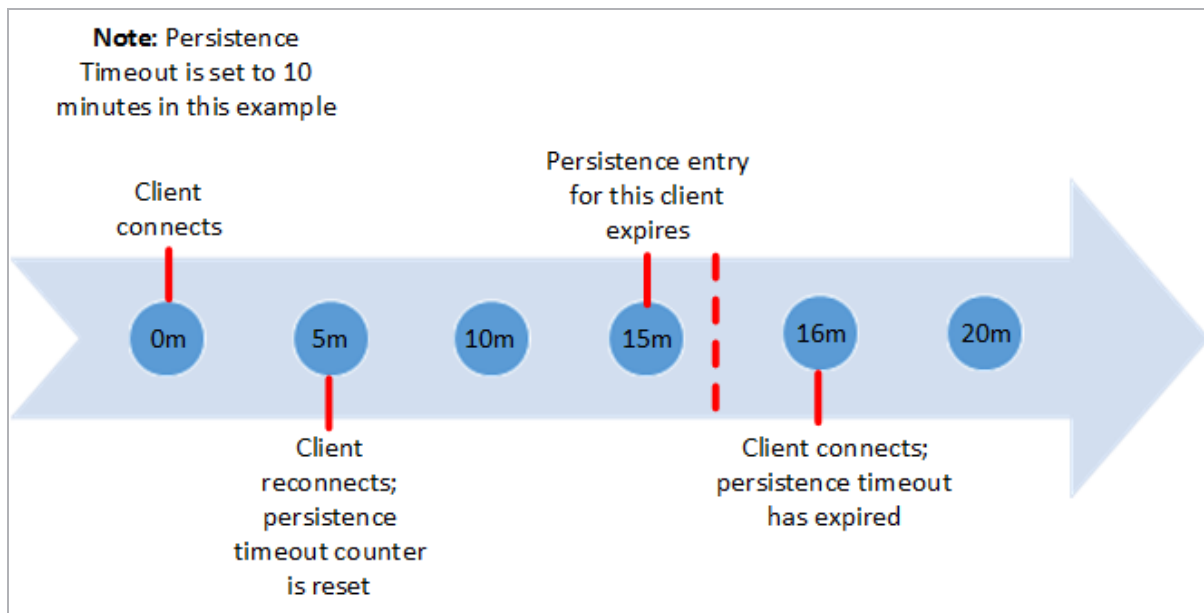 Note: Persistence
Timeout is set to 10
minutes in this example
Client
connects
Persistence entry
for this client
expires
0m
5m
10m
15m
16m
20m
Client
reconnects;
persistence
timeout counter
is reset
Client connects;
persistence timeout
has expired